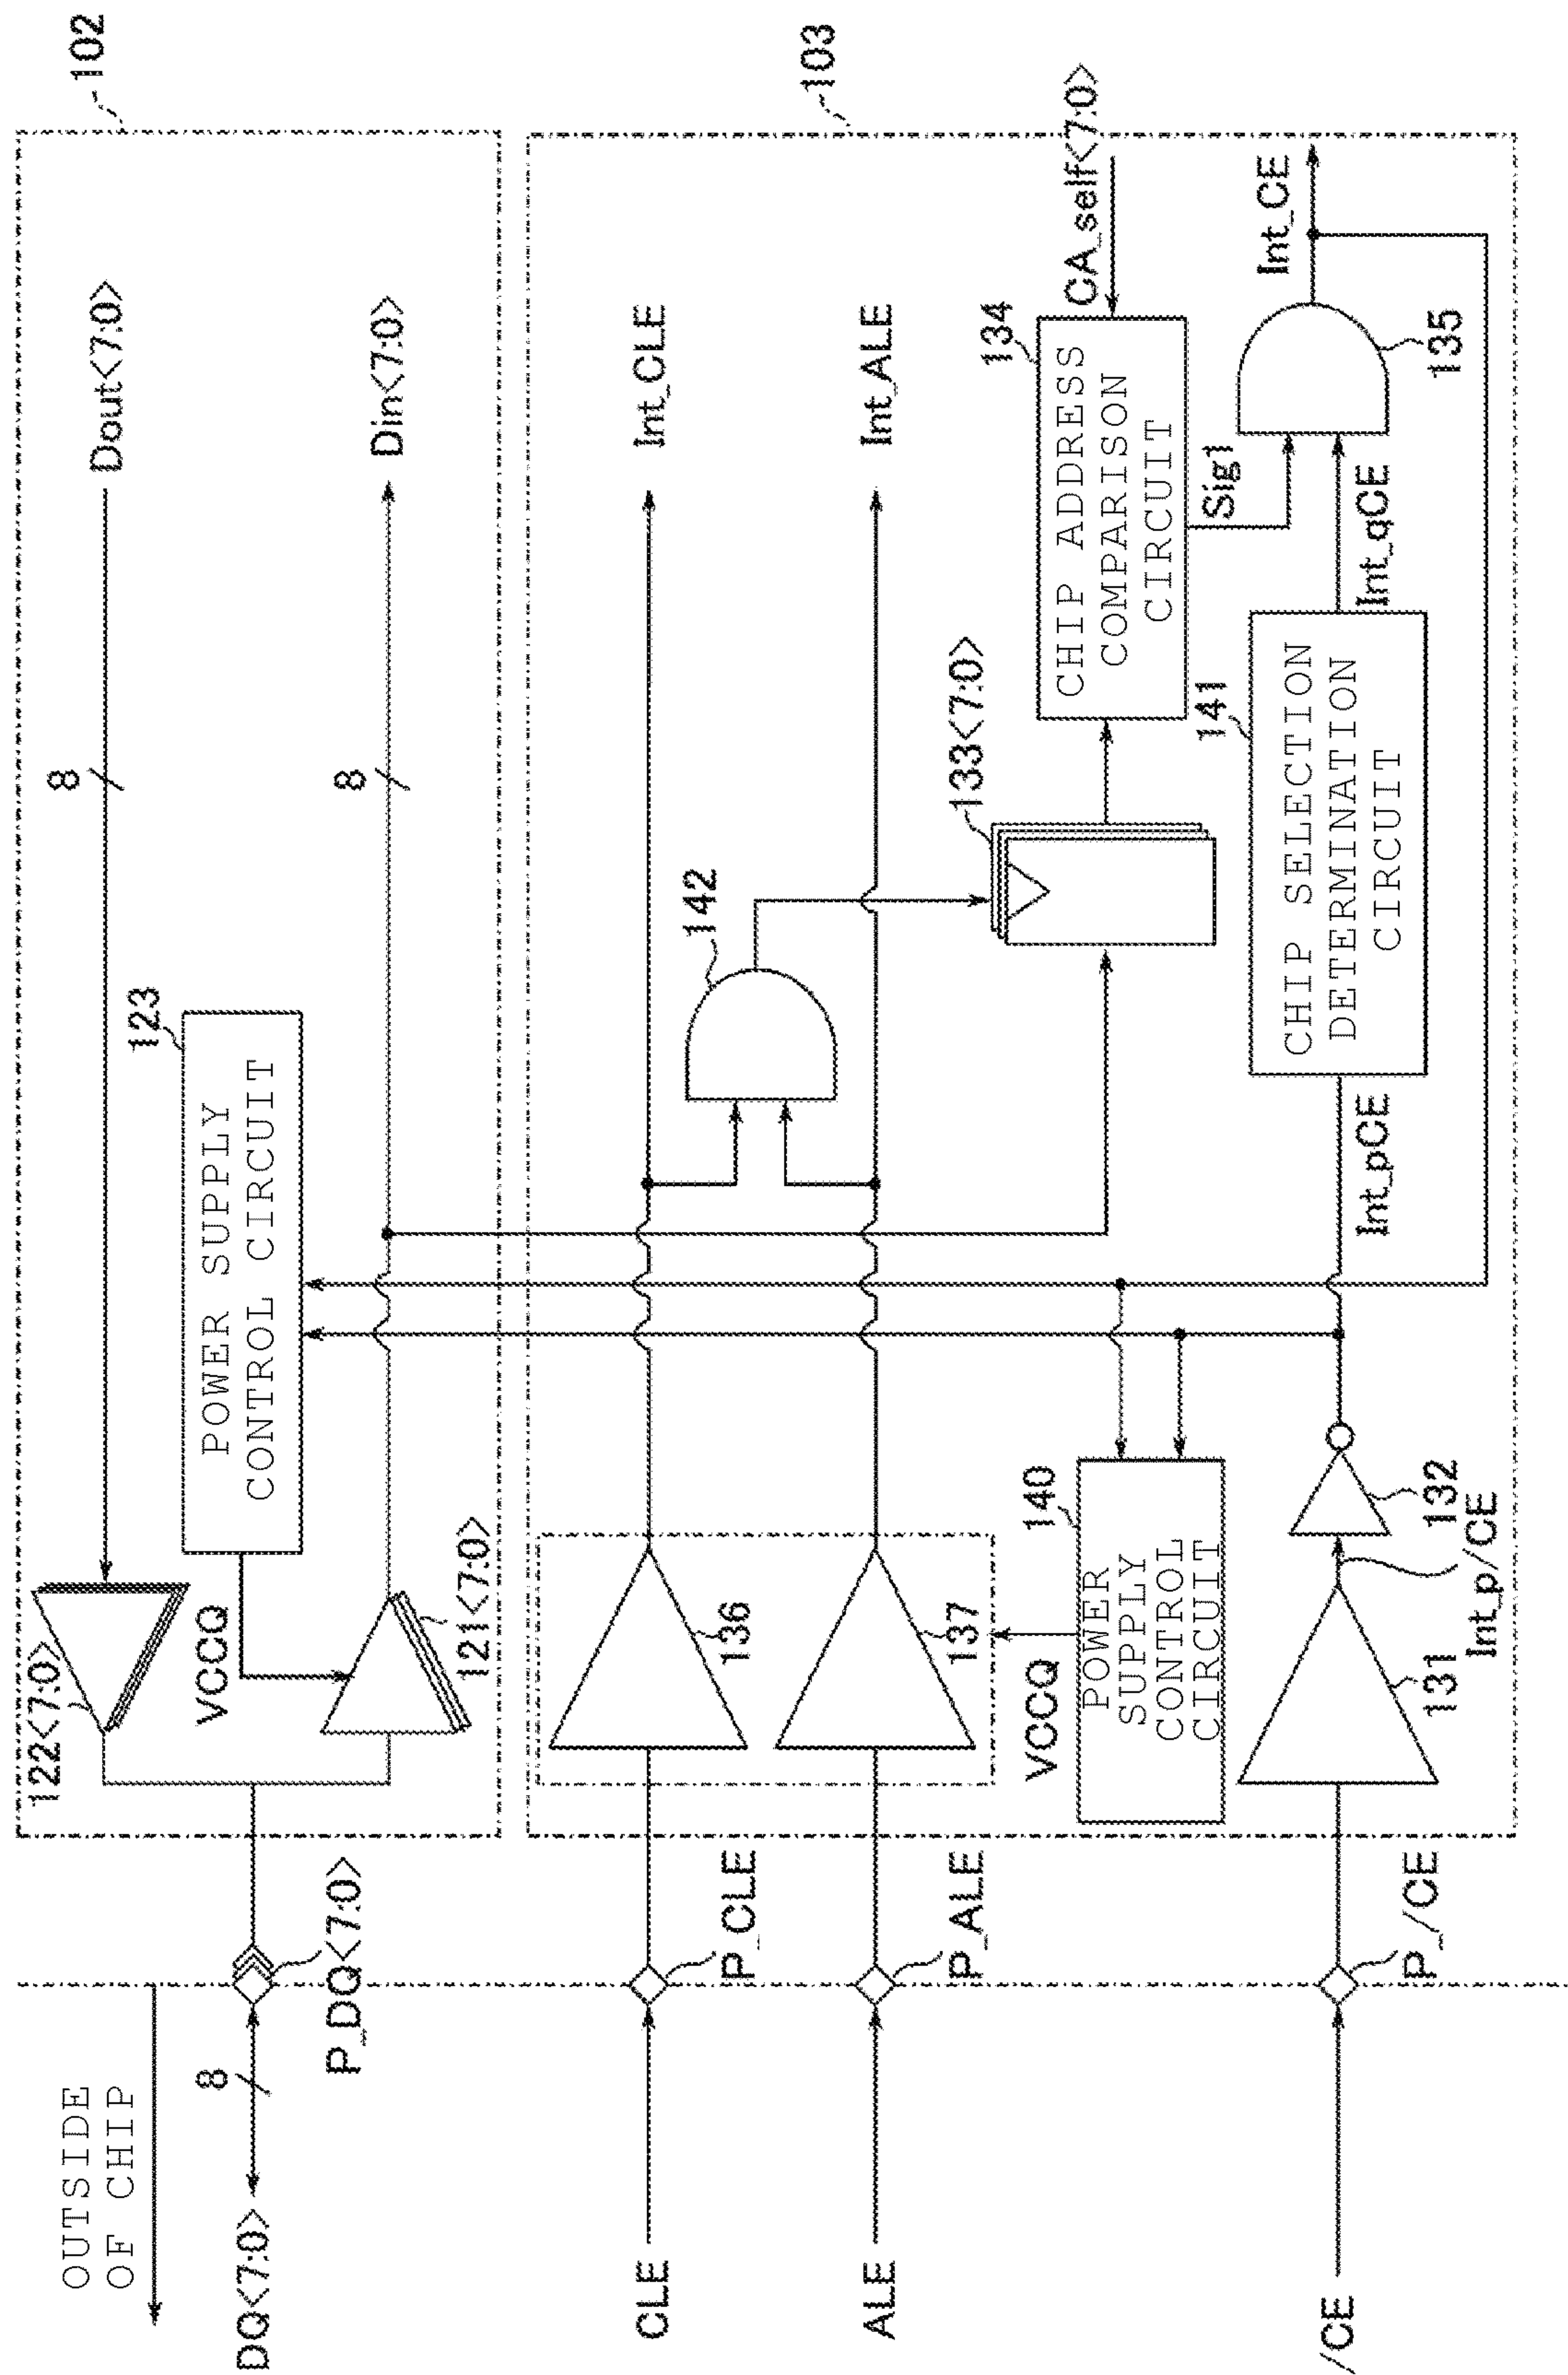 OUTSIDE
OF CHIP
DQ<7:0>
8
P_DQ<7:0>
122<7:0>
VCCQ
121<7:0>
POWER SUPPLY
CONTROL CIRCUIT
123
8
Dout<7:0>
8
Din<7:0>
102
CLE
P_CLE
136
Int_CLE
ALE
P_ALE
137
Int_ALE
142
VCCQ
140
POWER
SUPPLY
CONTROL
CIRCUIT
133<7:0>
134
CHIP ADDRESS
COMPARISON
CIRCUIT
CA_self<7:0>
103
Sig1
/CE
P_/CE
131
Int_p/CE
132
Int_pCE
141
CHIP SELECTION
DETERMINATION
CIRCUIT
Int_qCE
135
Int_CE